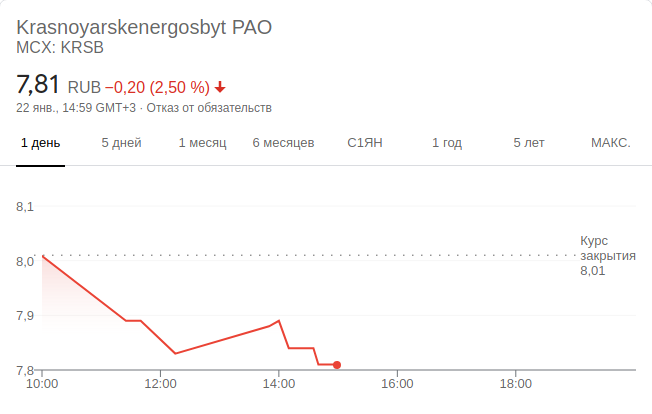 Krasnoyarskenergosbyt PAO
MCX: KRSB
7,81 RUB −0,20 (2,50 %)
22 янв., 14:59 GMT+3 · Отказ от обязательств
1 день 5 дней 1 месяц 6 месяцев С1ЯН 1 год 5 лет МАКС.
8,1
Курс
закрытия
8,01
8,0
7,9
7,8
10:00 12:00 14:00 16:00 18:00